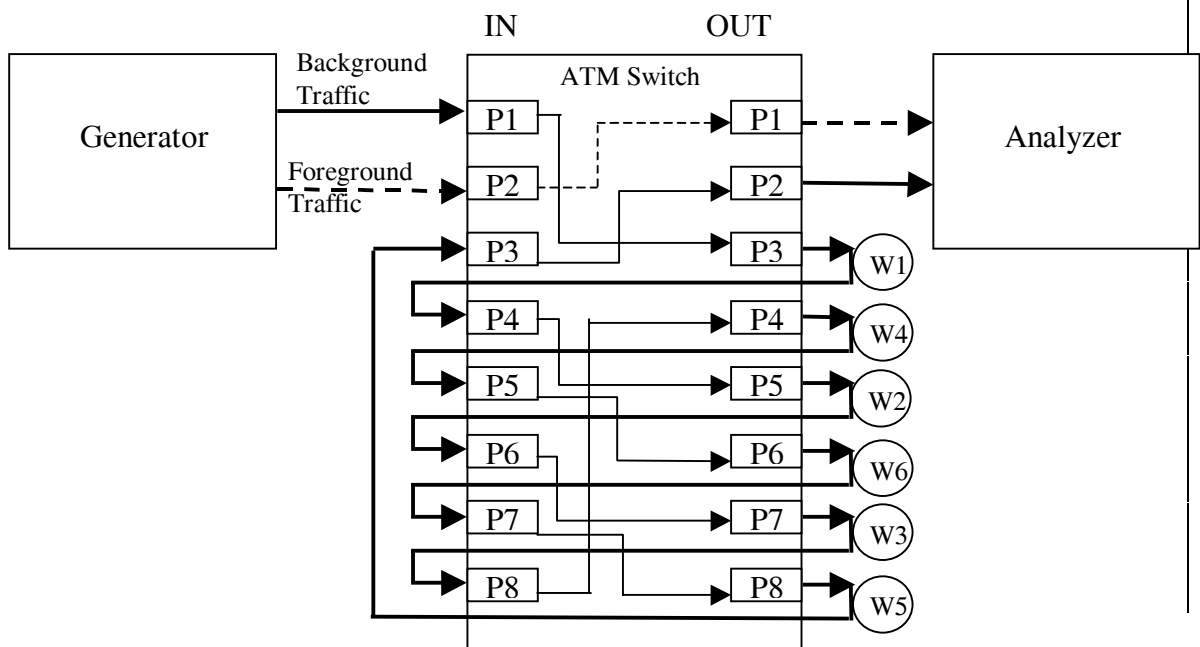 IN
OUT
Background
Traffic
ATM Switch
Generator
Foreground
Traffic
Analyzer
P1
P1
P2
P2
P3
P3
W1
P4
P4
W4
P5
P5
W2
P6
P6
W6
P7
P7
W3
P8
P8
W5